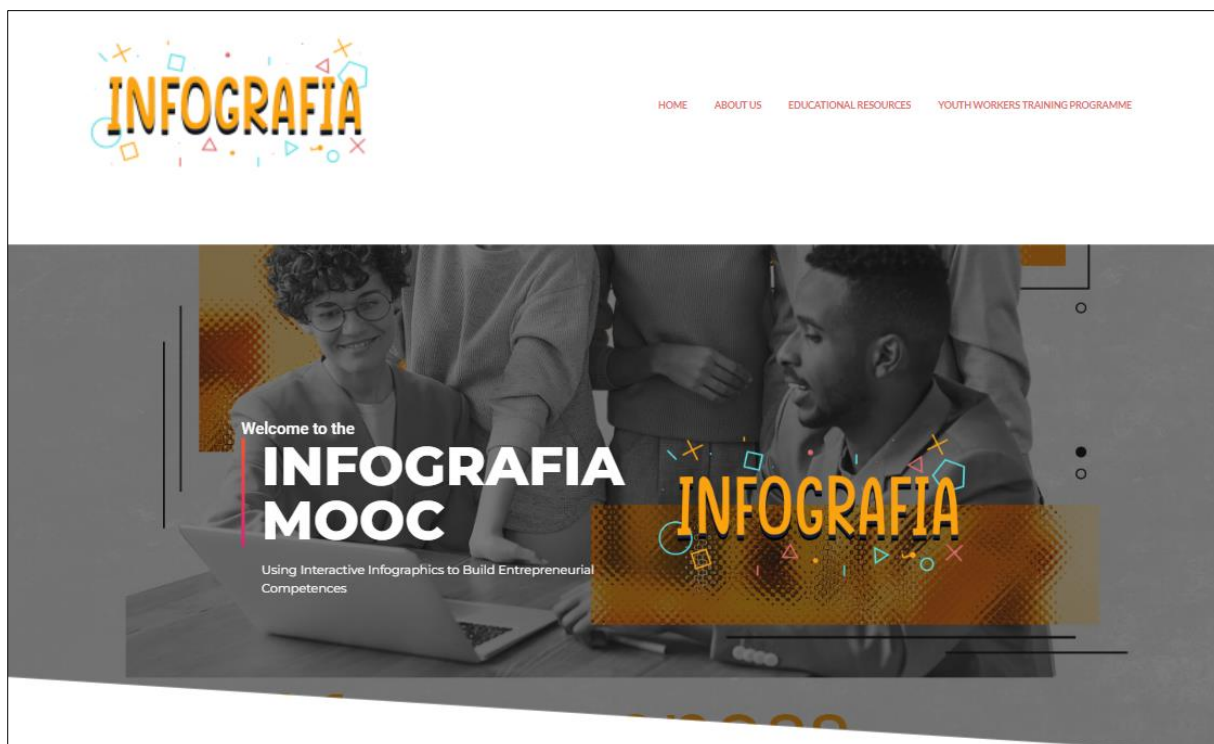 INFOGRAFIA
HOME ABOUT US EDUCATIONAL RESOURCES YOUTH WORKERS TRAINING PROGRAMME
Welcome to the
INFOGRAFIA
MOOC
Using Interactive Infographics to Build Entrepreneurial
Competences
INFOGRAFIA